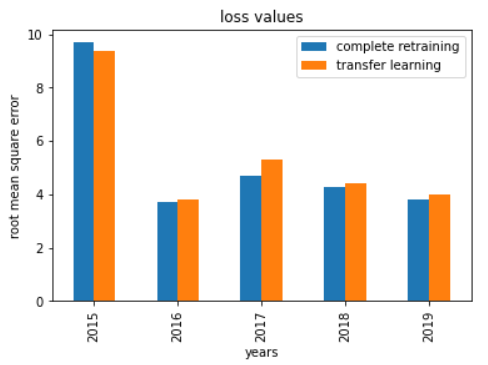 loss values
complete retraining
transfer learning
root mean square error
10
8
6
4
2
0
2015 2016 2017 2018 2019
years